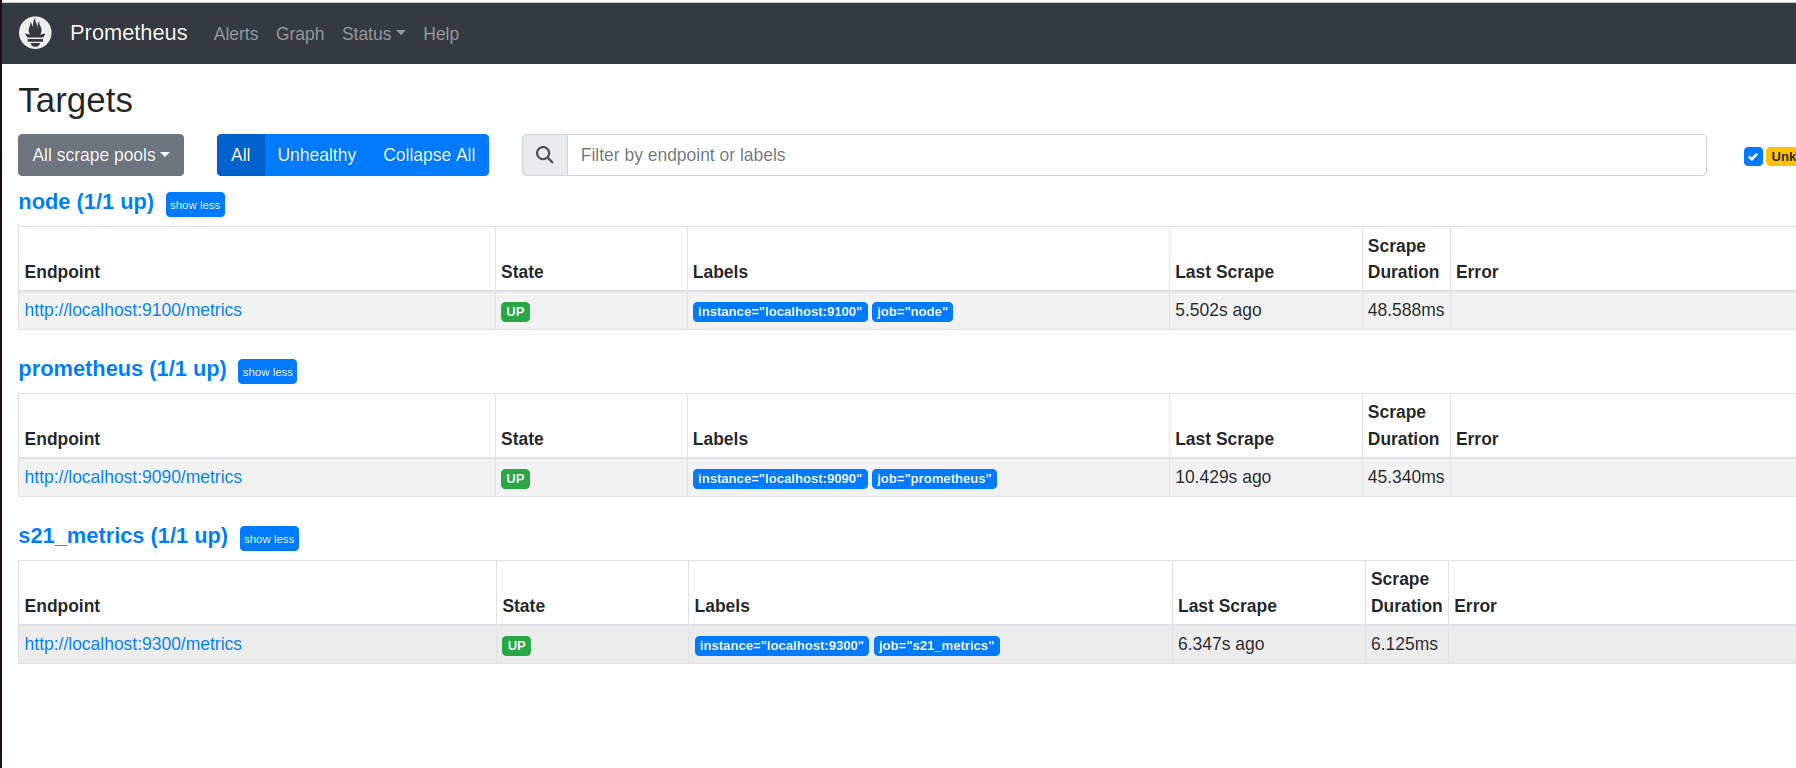 Prometheus Alerts Graph Status Help
Targets
All scrape pools All Unhealthy Collapse All Filter by endpoint or labels Unk
node (1/1 up) show less
Endpoint State Labels Last Scrape Scrape Duration Error
http://localhost:9100/metrics UP instance="localhost:9100" job="node" 5.502s ago 48.588ms
prometheus (1/1 up) show less
Endpoint State Labels Last Scrape Scrape Duration Error
http://localhost:9090/metrics UP instance="localhost:9090" job="prometheus" 10.429s ago 45.340ms
s21_metrics (1/1 up) show less
Endpoint State Labels Last Scrape Scrape Duration Error
http://localhost:9300/metrics UP instance="localhost:9300" job="s21_metrics" 6.347s ago 6.125ms